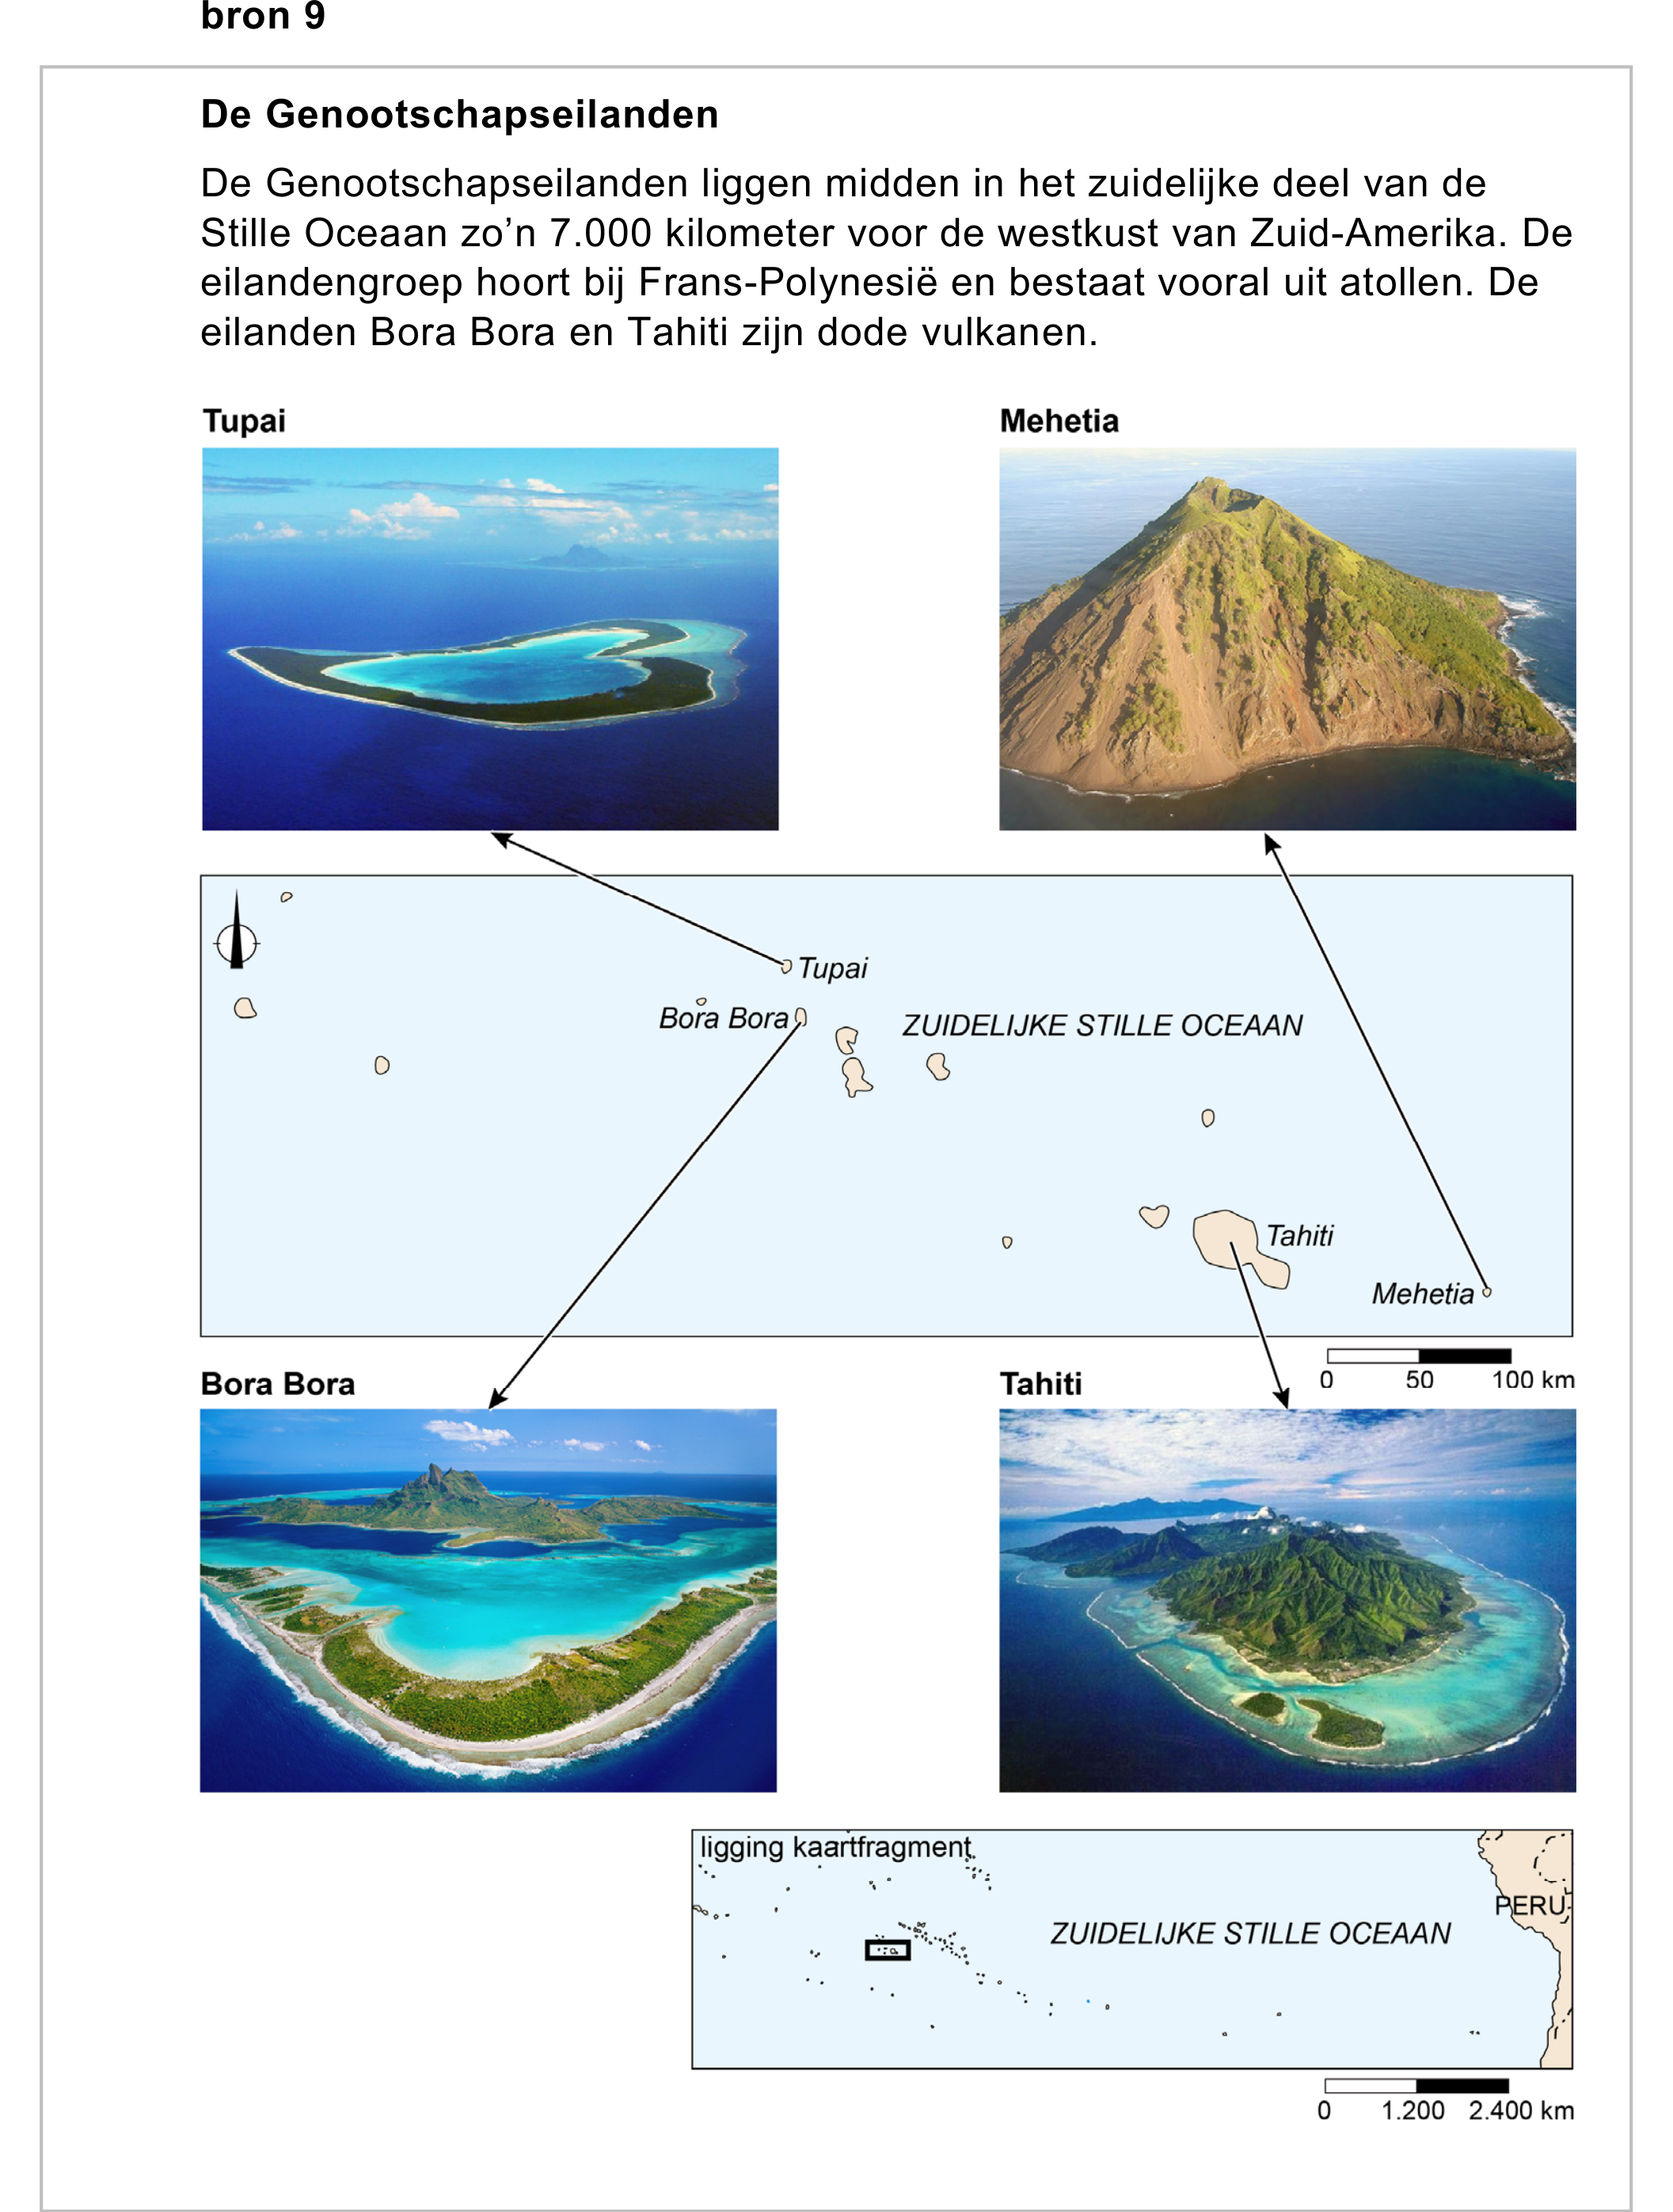 bron 9
De Genootschapseilanden
De Genootschapseilanden liggen midden in het zuidelijke deel van de
Stille Oceaan zo’n 7.000 kilometer voor de westkust van Zuid-Amerika. De
eilandengroep hoort bij Frans-Polynesië en bestaat vooral uit atollen. De
eilanden Bora Bora en Tahiti zijn dode vulkanen.
Tupai
Mehetia
Tupai
Bora Bora
ZUIDELIJKE STILLE OCEAAN
Tahiti
Mehetia
0 50 100 km
Bora Bora
Tahiti
ligging kaartfragment
PERU
ZUIDELIJKE STILLE OCEAAN
0 1.200 2.400 km